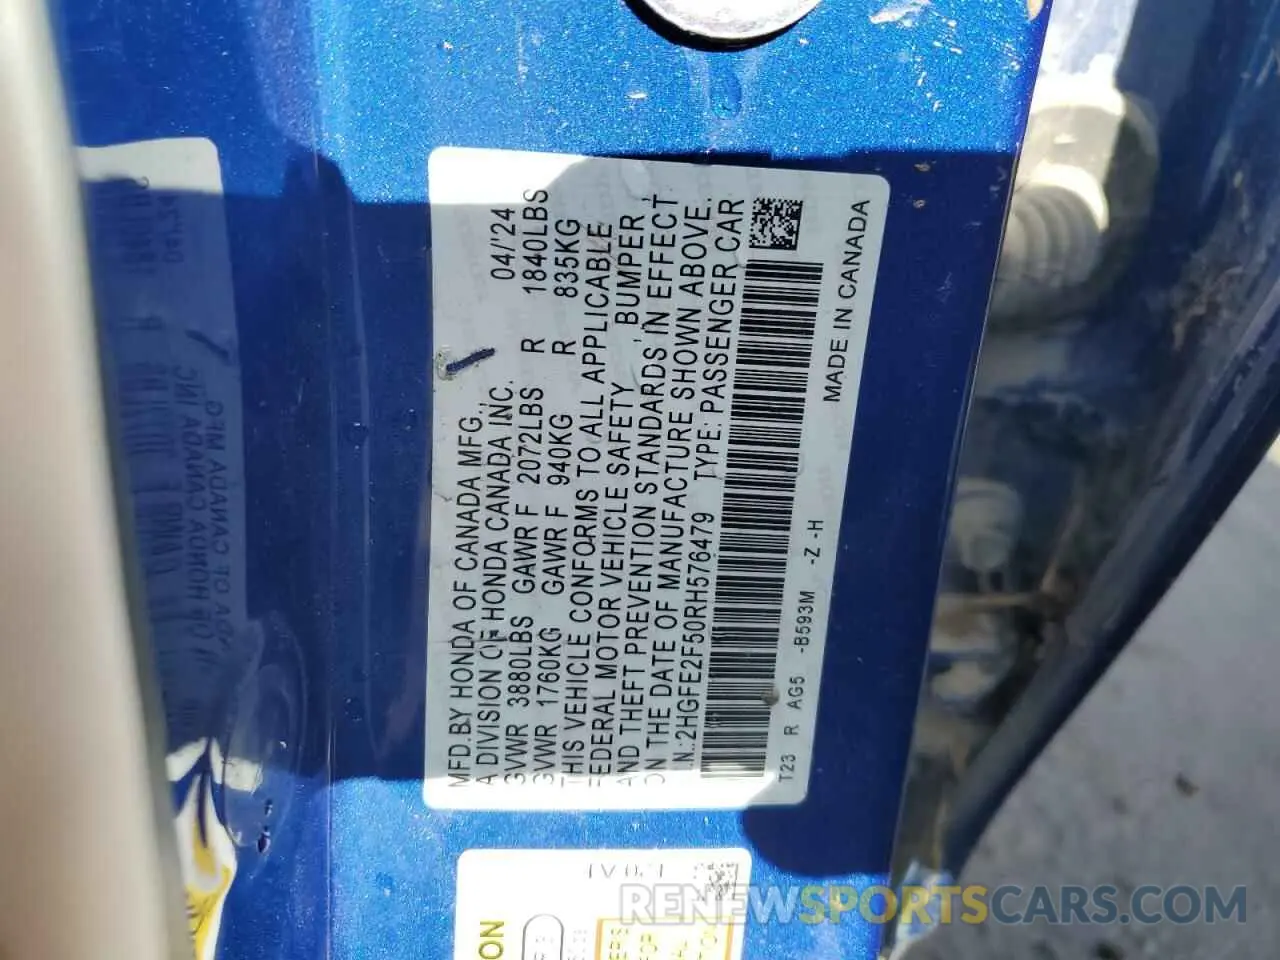 MFD.BY HONDA OF CANADA MFG.,
A DIVISION OF HONDA CANADA INC. 04/'24
GVWR 3880LBS GAWR F 2072LBS R 1840LBS
GVWR 1760KG GAWR F 940KG R 835KG
THIS VEHICLE CONFORMS TO ALL APPLICABLE
FEDERAL MOTOR VEHICLE SAFETY, BUMPER,
AND THEFT PREVENTION STANDARDS IN EFFECT
ON THE DATE OF MANUFACTURE SHOWN ABOVE.
I.N.:2HGFE2F50RH576479 TYPE: PASSENGER CAR
T23 R AG5 -B593M -Z -H
MADE IN CANADA
ON
FOR
RENEWSPORTSCARS.COM